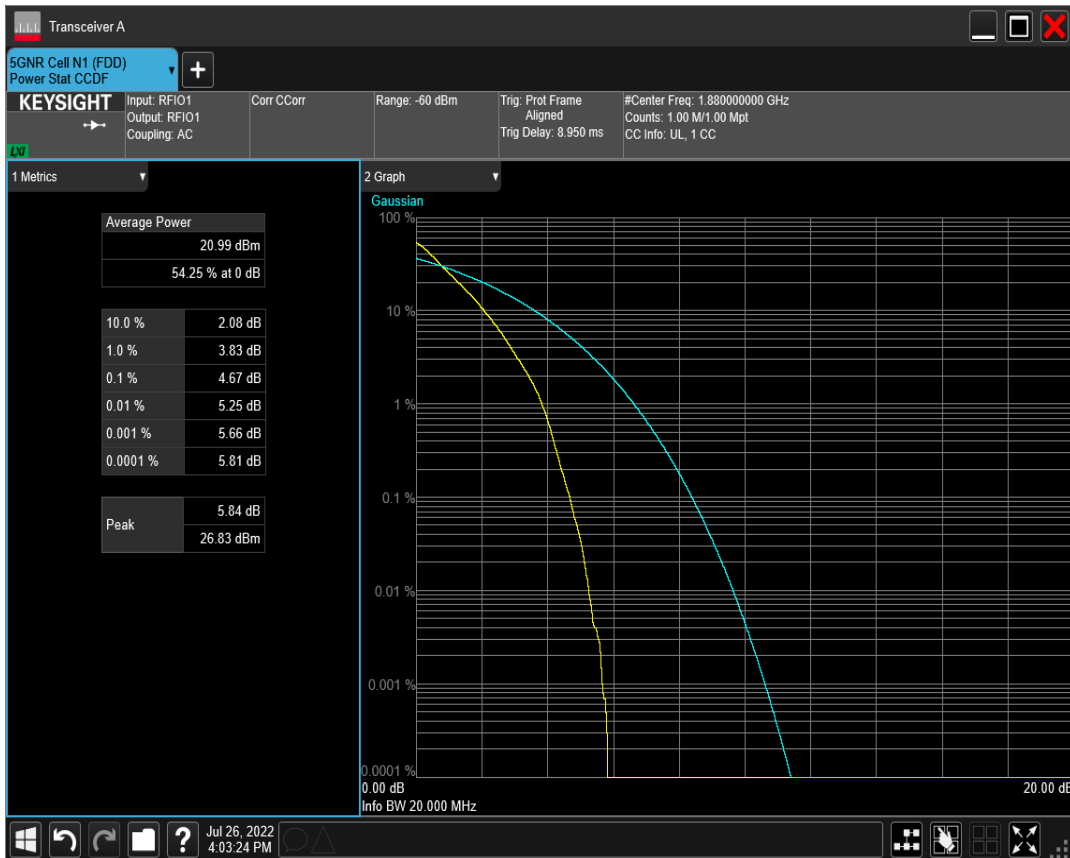 Transceiver A
5GNR Cell N1 (FDD)
Power Stat CCDF
+
KEYSIGHT
LXI
Input: RFIO1
Output: RFIO1
Coupling: AC
Corr CCorr
Range: -60 dBm
Trig: Prot Frame
Aligned
Trig Delay: 8.950 ms
#Center Freq: 1.880000000 GHz
Counts: 1.00 M/1.00 Mpt
CC Info: UL, 1 CC
1 Metrics
Average Power
20.99 dBm
54.25 % at 0 dB
10.0 % 2.08 dB
1.0 % 3.83 dB
0.1 % 4.67 dB
0.01 % 5.25 dB
0.001 % 5.66 dB
0.0001 % 5.81 dB
Peak 5.84 dB
26.83 dBm
2 Graph
Gaussian
100 %
10 %
1 %
0.1 %
0.01 %
0.001 %
0.0001 %
0.00 dB 20.00 dB
Info BW 20.000 MHz
?
Jul 26, 2022
4:03:24 PM